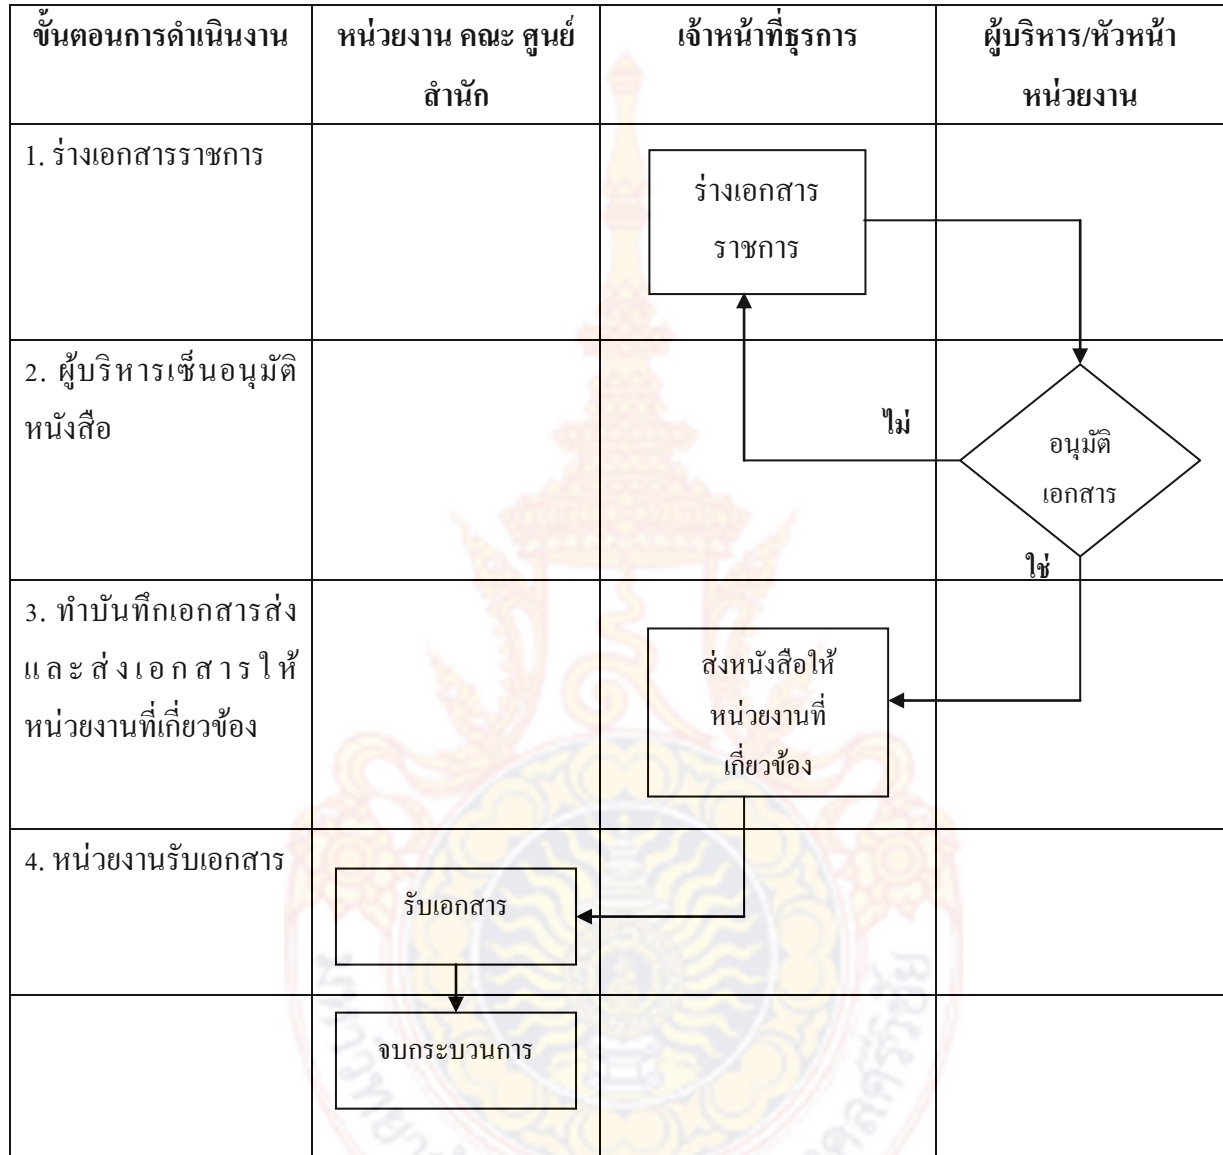 ขั้นตอนการดำเนินงาน
หน่วยงาน คณะ ศูนย์
สำนัก
เจ้าหน้าที่ธุรการ
ผู้บริหาร/หัวหน้า
หน่วยงาน
1. ร่างเอกสารราชการ
ร่างเอกสาร
ราชการ
2. ผู้บริหารเซ็นอนุมัติ
หนังสือ
ไม่
อนุมัติ
เอกสาร
ใช่
3. ทำบันทึกเอกสารส่ง
และส่งเอกสารให้
หน่วยงานที่เกี่ยวข้อง
ส่งหนังสือให้
หน่วยงานที่
เกี่ยวข้อง
4. หน่วยงานรับเอกสาร
รับเอกสาร
จบกระบวนการ